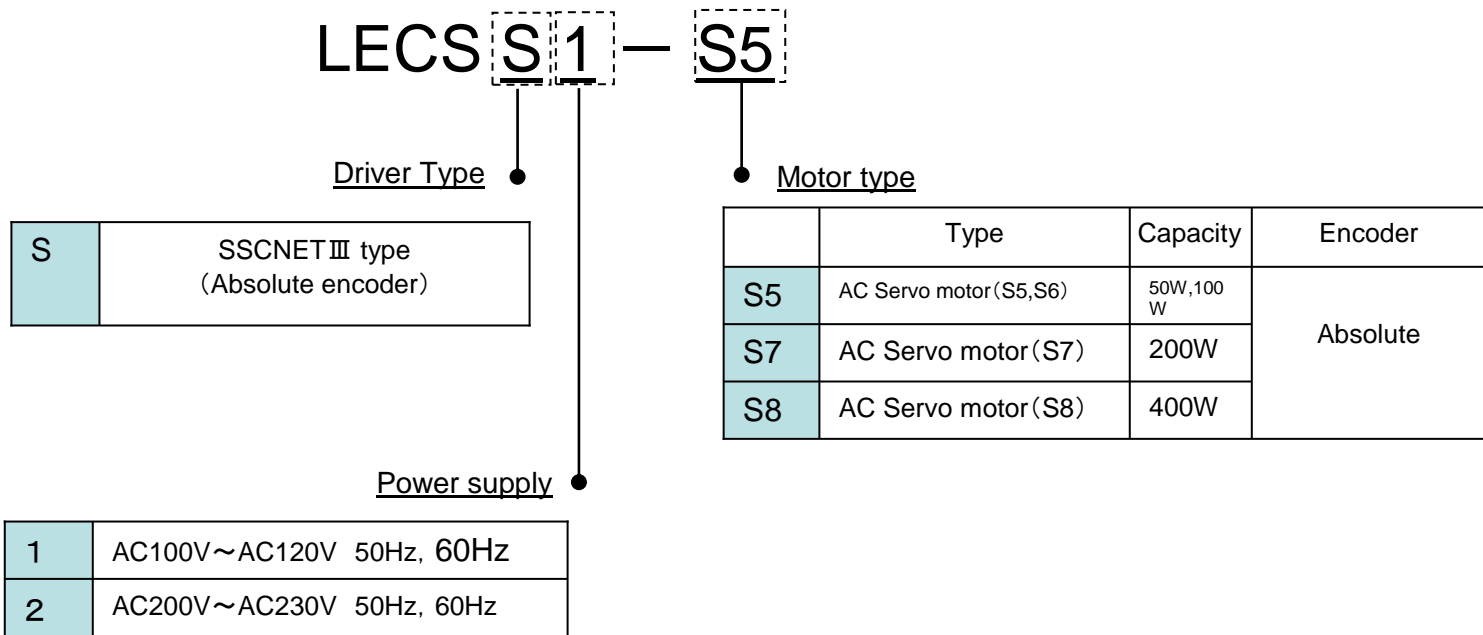 LECS S 1 — S5
Driver Type
Motor type
S SSCNETⅢ type
（Absolute encoder）
Type Capacity Encoder
S5 AC Servo motor（S5,S6） 50W,100
W
Absolute
S7 AC Servo motor（S7） 200W
S8 AC Servo motor（S8） 400W
Power supply
1 AC100V～AC120V 50Hz, 60Hz
2 AC200V～AC230V 50Hz, 60Hz